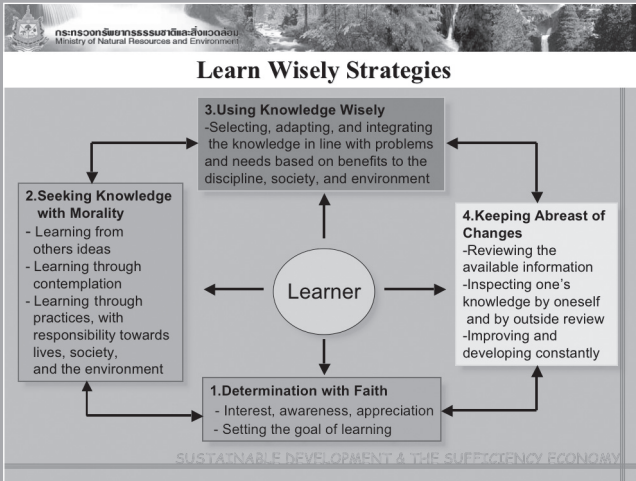 กระทรวงทรัพยากรธรรมชาติและสิ่งแวดล้อม
Ministry of Natural Resources and Environment
Learn Wisely Strategies
3.Using Knowledge Wisely
-Selecting, adapting, and integrating
the knowledge in line with problems
and needs based on benefits to the
discipline, society, and environment
2.Seeking Knowledge
with Morality
- Learning from
others ideas
- Learning through
contemplation
- Learning through
practices, with
responsibility towards
lives, society,
and the environment
Learner
4.Keeping Abreast of
Changes
-Reviewing the
available information
-Inspecting one's
knowledge by oneself
and by outside review
-Improving and
developing constantly
1.Determination with Faith
- Interest, awareness, appreciation
- Setting the goal of learning
SUSTAINABLE DEVELOPMENT & THE SUFFICIENCY ECONOMY